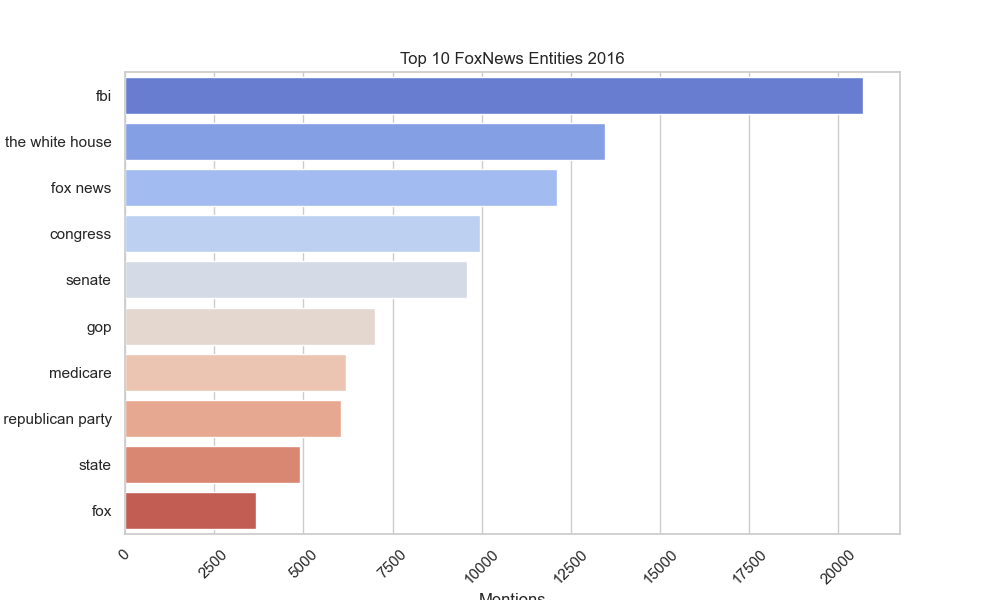 Top 10 FoxNews Entities 2016
fbi
the white house
fox news
congress
senate
gop
medicare
republican party
state
fox
0
2500
5000
7500
10000
12500
15000
17500
20000
Mentions